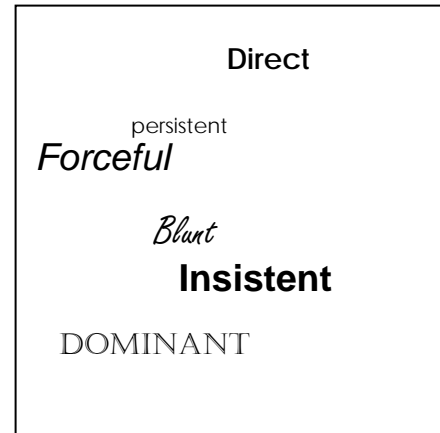 Direct
persistent
Forceful
Blunt
Insistent
DOMINANT